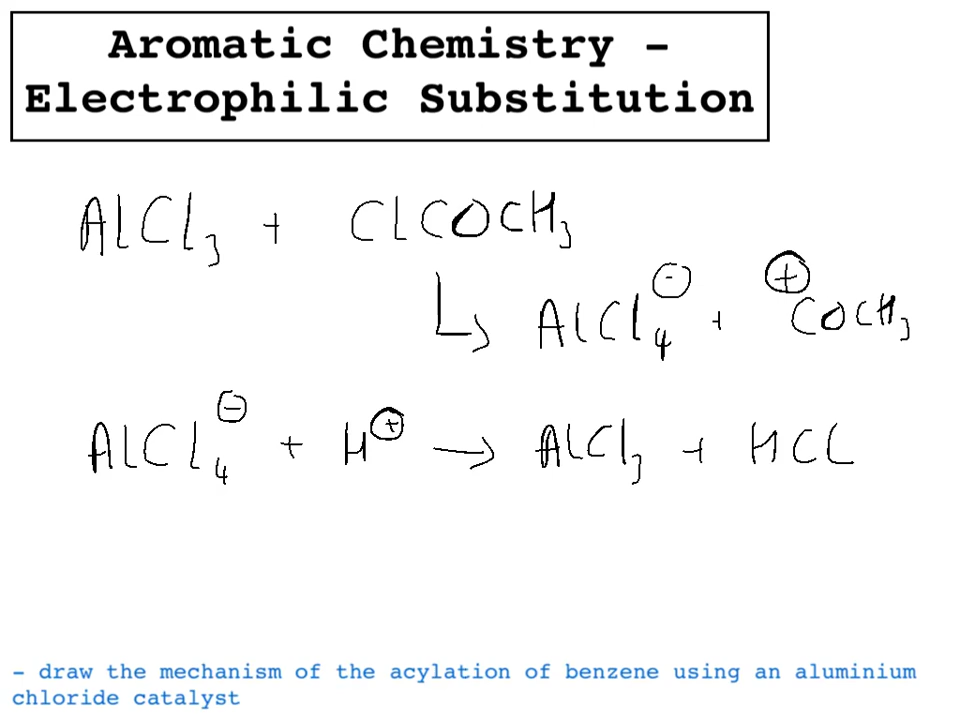 Aromatic Chemistry -
Electrophilic Substitution
AlCl₃ + ClCOCH₃
↳ AlCl₄⊖ + ⊕COCH₃
AlCl₄⊖ + H⊕ → AlCl₃ + HCl
- draw the mechanism of the acylation of benzene using an aluminium
chloride catalyst